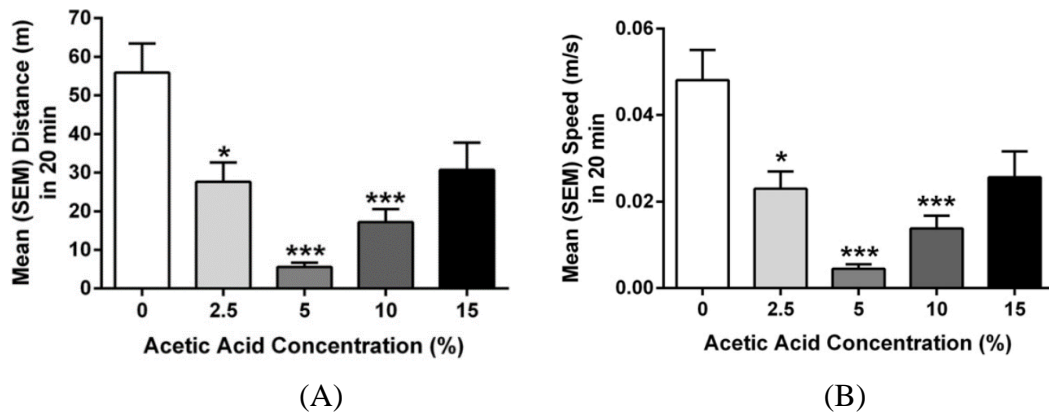 Mean (SEM) Distance (m)
in 20 min
70
60
50
40
30
20
10
0
*
***
***
0 2.5 5 10 15
Acetic Acid Concentration (%)
(A)
Mean (SEM) Speed (m/s)
in 20 min
0.06
0.04
0.02
0.00
*
***
***
0 2.5 5 10 15
Acetic Acid Concentration (%)
(B)